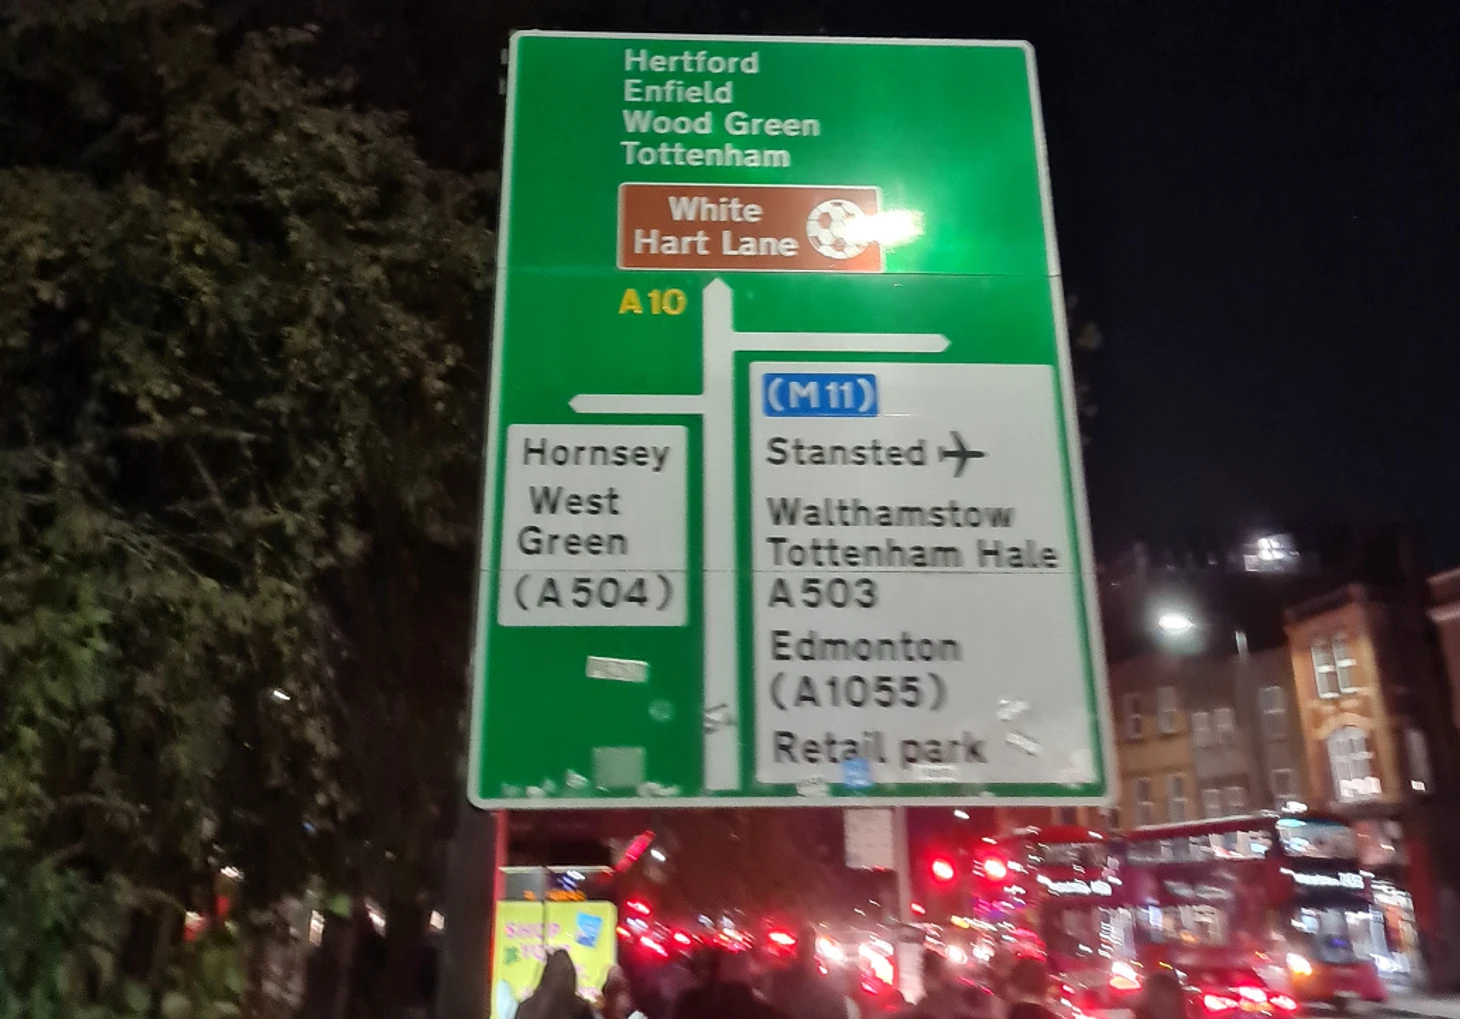 Hertford
Enfield
Wood Green
Tottenham
White
Hart Lane
A10
(M11)
Stansted
Hornsey
West
Green
(A504)
Walthamstow
Tottenham Hale
A503
Edmonton
(A1055)
Retail park
SHOP